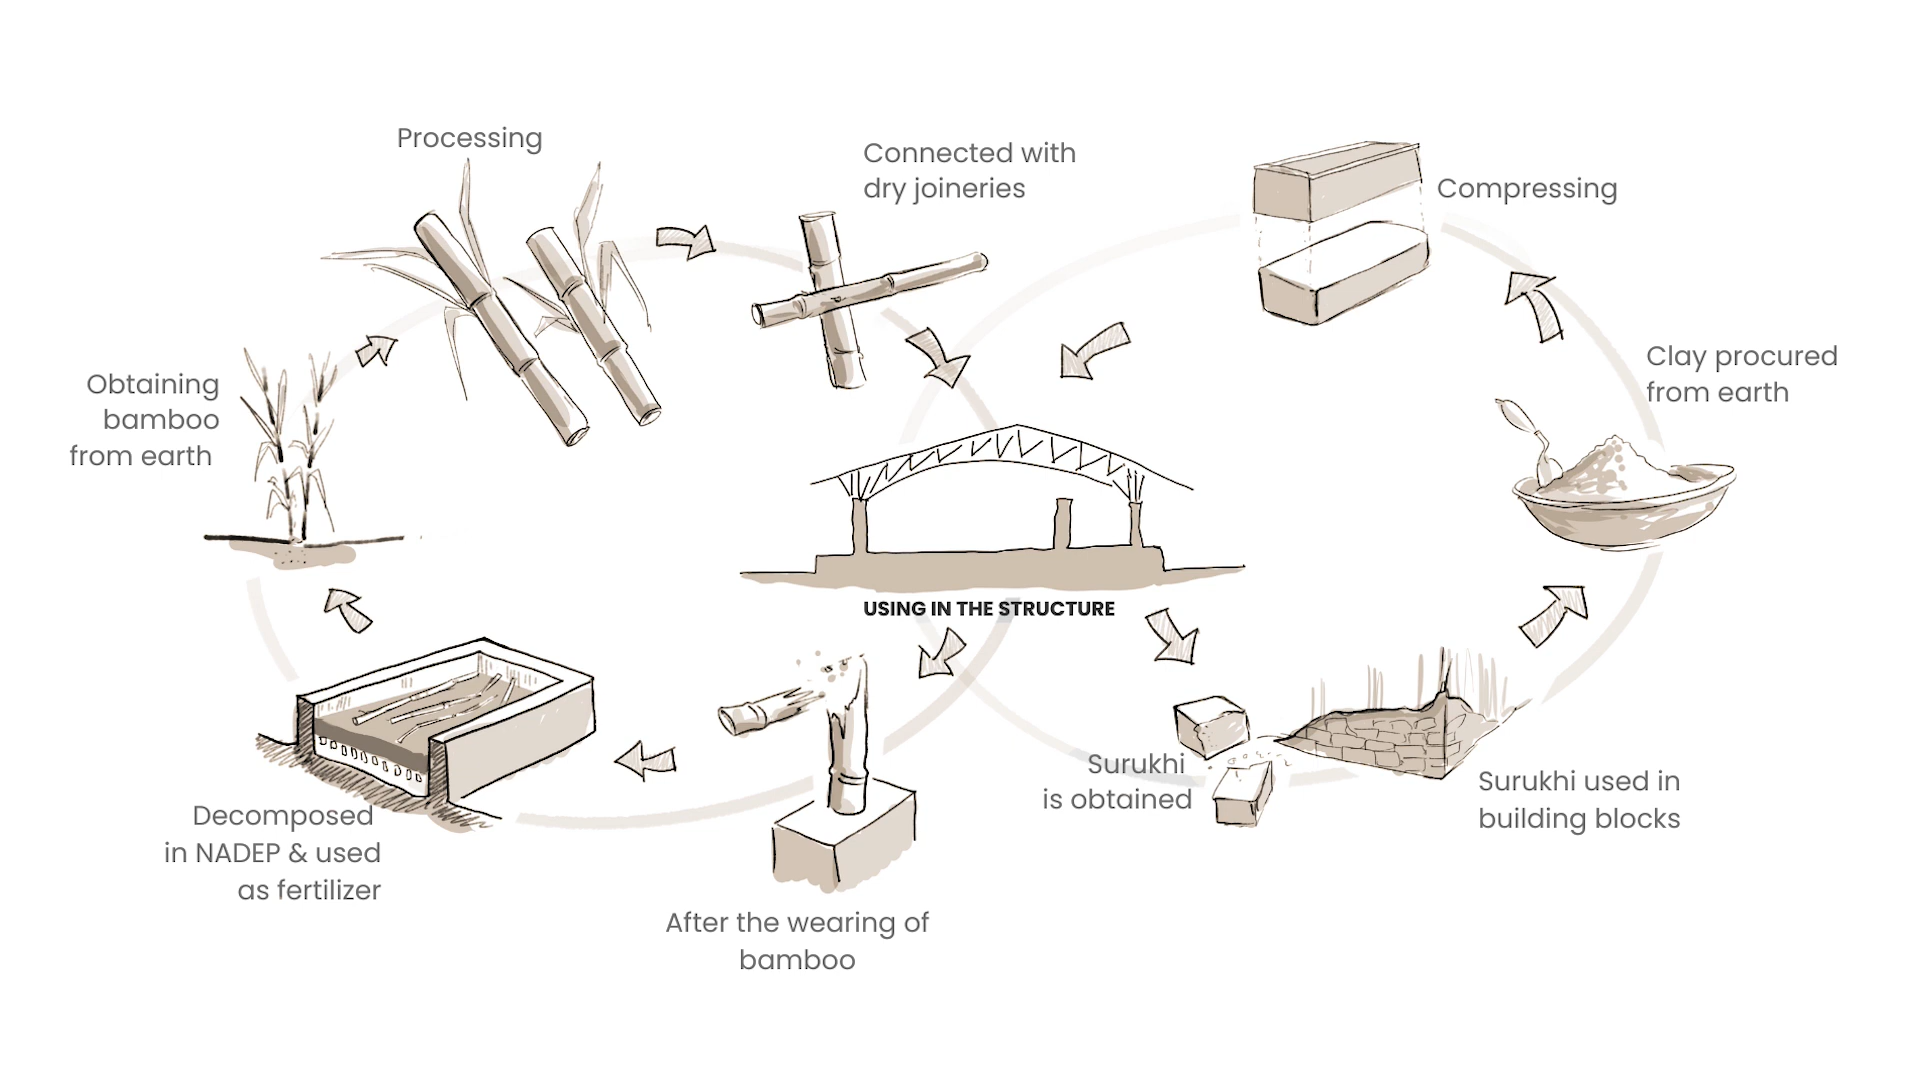 Processing
Connected with
dry joineries
Compressing
Obtaining
bamboo
from earth
Clay procured
from earth
USING IN THE STRUCTURE
Surukhi
is obtained
Surukhi used in
building blocks
Decomposed
in NADEP & used
as fertilizer
After the wearing of
bamboo